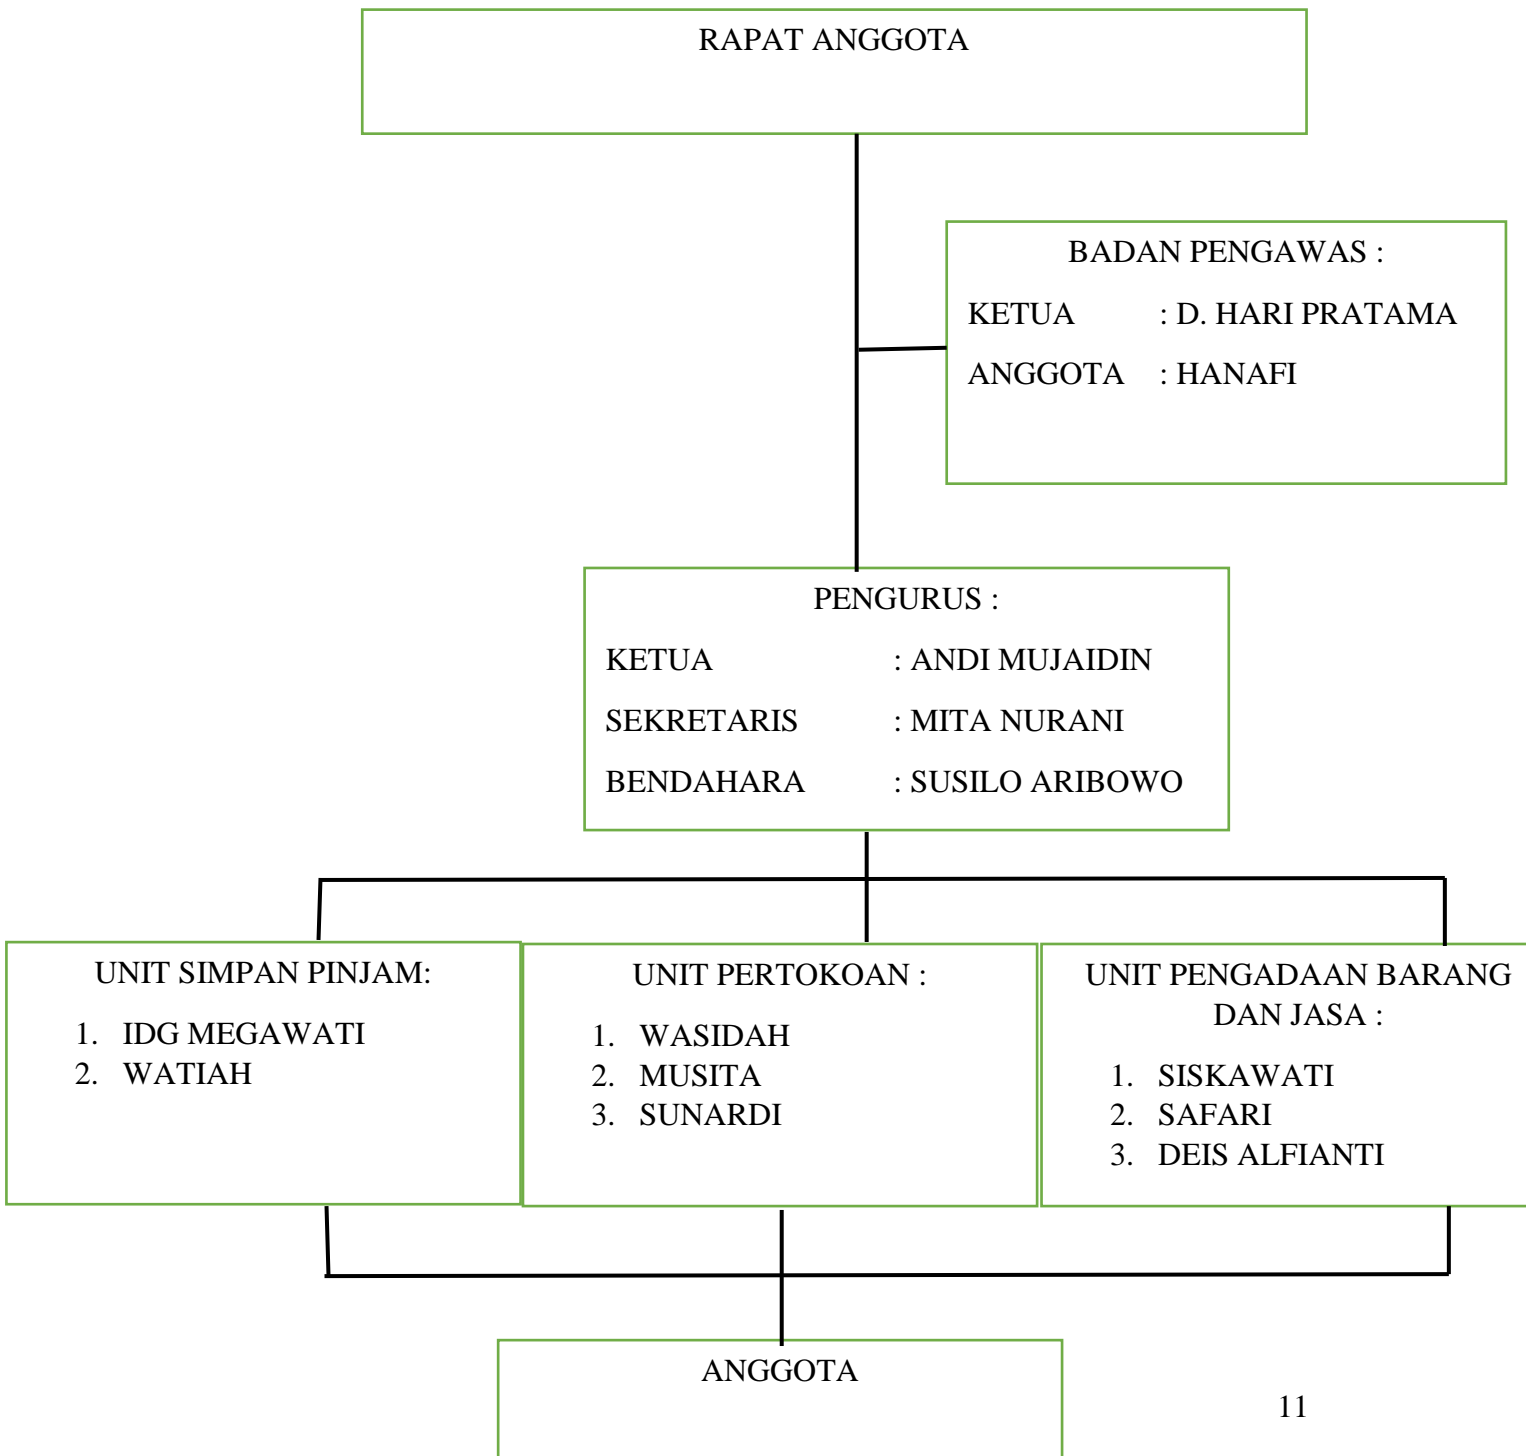 RAPAT ANGGOTA
BADAN PENGAWAS :
KETUA : D. HARI PRATAMA
ANGGOTA : HANAFI
PENGURUS :
KETUA : ANDI MUJAIDIN
SEKRETARIS : MITA NURANI
BENDAHARA : SUSILO ARIBOWO
UNIT SIMPAN PINJAM:
1. IDG MEGAWATI
2. WATIAH
UNIT PERTOKOAN :
1. WASIDAH
2. MUSITA
3. SUNARDI
UNIT PENGADAAN BARANG
DAN JASA :
1. SISKAWATI
2. SAFARI
3. DEIS ALFIANTI
ANGGOTA
11